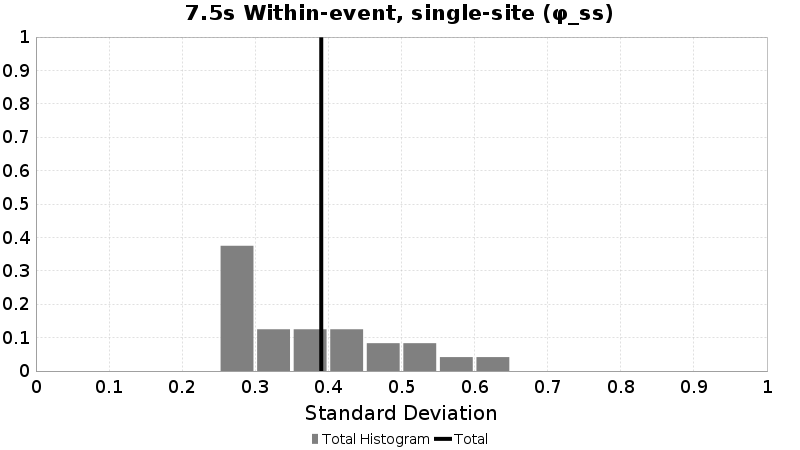 7.5s Within-event, single-site (φ_ss)
1
0.9
0.8
0.7
0.6
0.5
0.4
0.3
0.2
0.1
0
0 0.1 0.2 0.3 0.4 0.5 0.6 0.7 0.8 0.9 1
Standard Deviation
Total Histogram Total